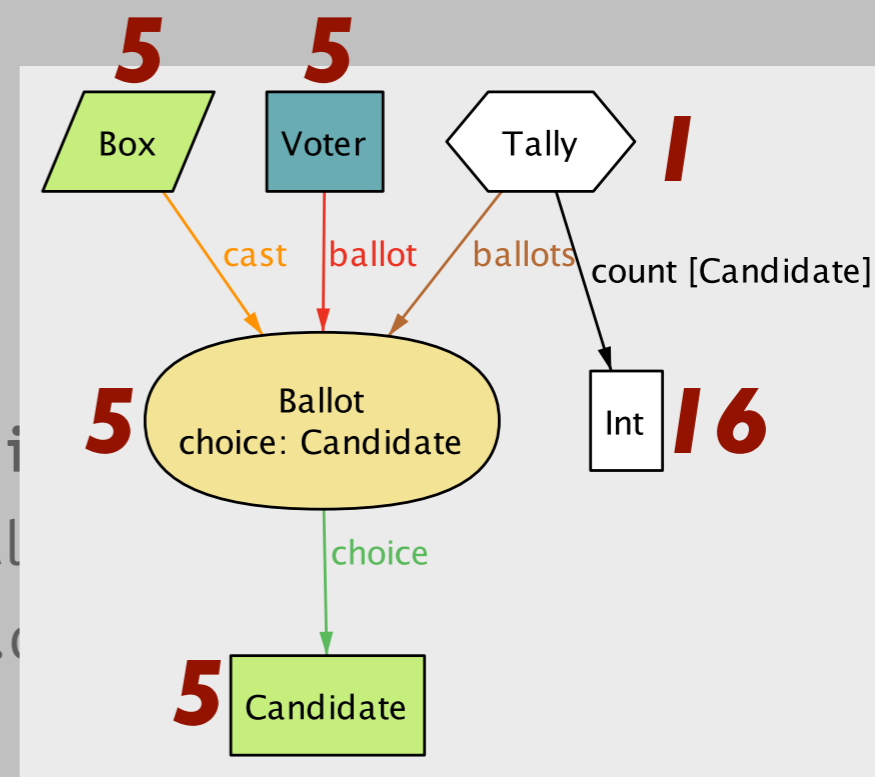 5 5
Box Voter Tally 1
cast ballot ballots count [Candidate]
5 Ballot
choice: Candidate
Int 16
choice
5 Candidate